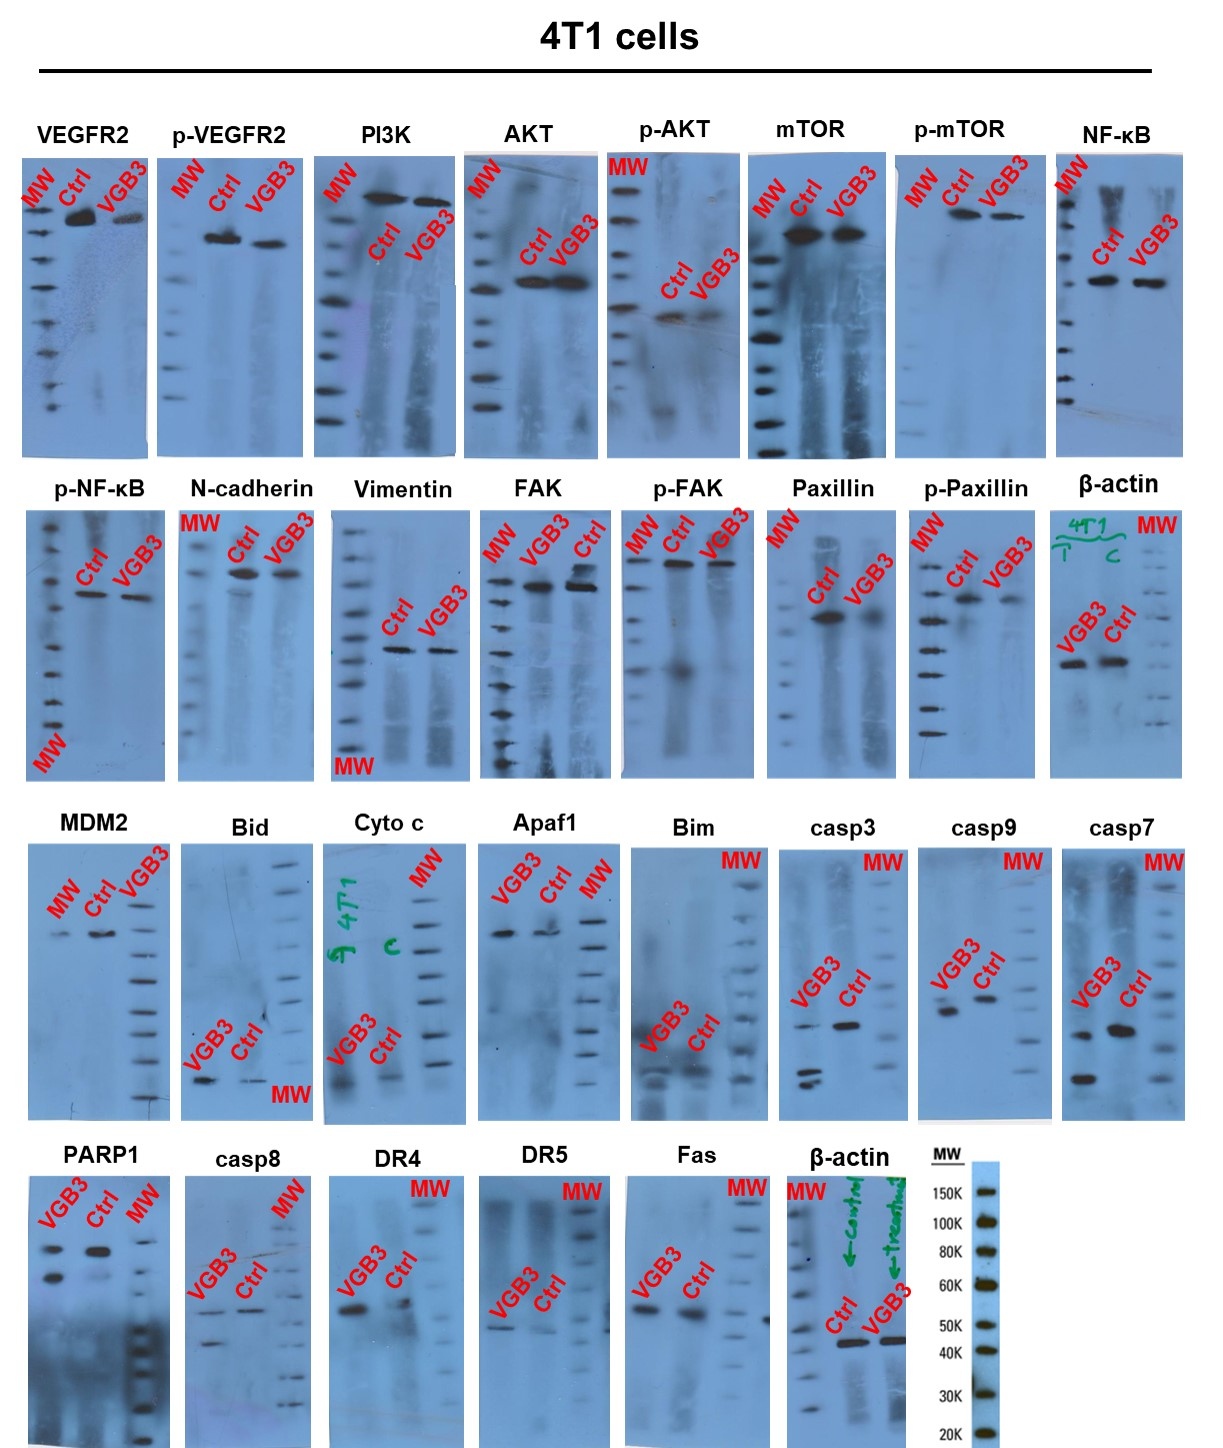 4T1 cells
VEGFR2 p-VEGFR2 PI3K AKT p-AKT mTOR p-mTOR NF-κB
MW Ctrl VGB3 MW Ctrl VGB3 MW Ctrl VGB3 MW Ctrl VGB3 MW Ctrl VGB3 MW Ctrl VGB3 MW Ctrl VGB3 MW Ctrl VGB3
p-NF-κB N-cadherin Vimentin FAK p-FAK Paxillin p-Paxillin β-actin
4T1
T C
Ctrl VGB3 MW MW Ctrl VGB3 Ctrl VGB3 MW MW VGB3 Ctrl MW Ctrl VGB3 MW Ctrl VGB3 MW Ctrl VGB3 VGB3 Ctrl MW
MDM2 Bid Cyto c Apaf1 Bim casp3 casp9 casp7
4T1
C
MW Ctrl VGB3 VGB3 Ctrl MW VGB3 Ctrl MW VGB3 Ctrl MW VGB3 Ctrl MW VGB3 Ctrl MW VGB3 Ctrl MW VGB3 Ctrl MW
PARP1 casp8 DR4 DR5 Fas β-actin MW
VGB3 Ctrl MW VGB3 Ctrl MW VGB3 Ctrl MW VGB3 Ctrl MW VGB3 Ctrl MW MW Ctrl VGB3
←control
←treatment
150K
100K
80K
60K
50K
40K
30K
20K